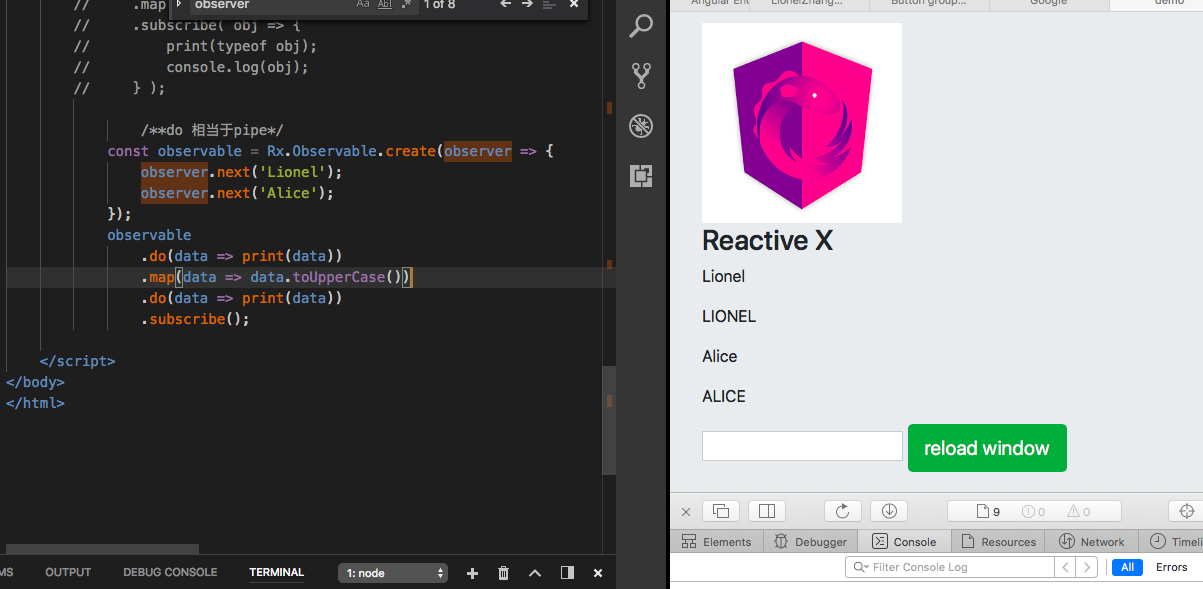 //     .map
observer
Aa Abl .*
1 of 8
//     .subscribe( obj => {
//         print(typeof obj);
//         console.log(obj);
//     } );
/**do 相当于pipe*/
const observable = Rx.Observable.create(observer => {
observer.next('Lionel');
observer.next('Alice');
});
observable
.do(data => print(data))
.map(data => data.toUpperCase())
.do(data => print(data))
.subscribe();
</script>
</body>
</html>
MS OUTPUT DEBUG CONSOLE TERMINAL 1: node
Angular En LionelZhang... Button group... Google demo
Reactive X
Lionel
LIONEL
Alice
ALICE
reload window
9 0 0
Elements Debugger Console Resources Network Timeli
Filter Console Log All Errors